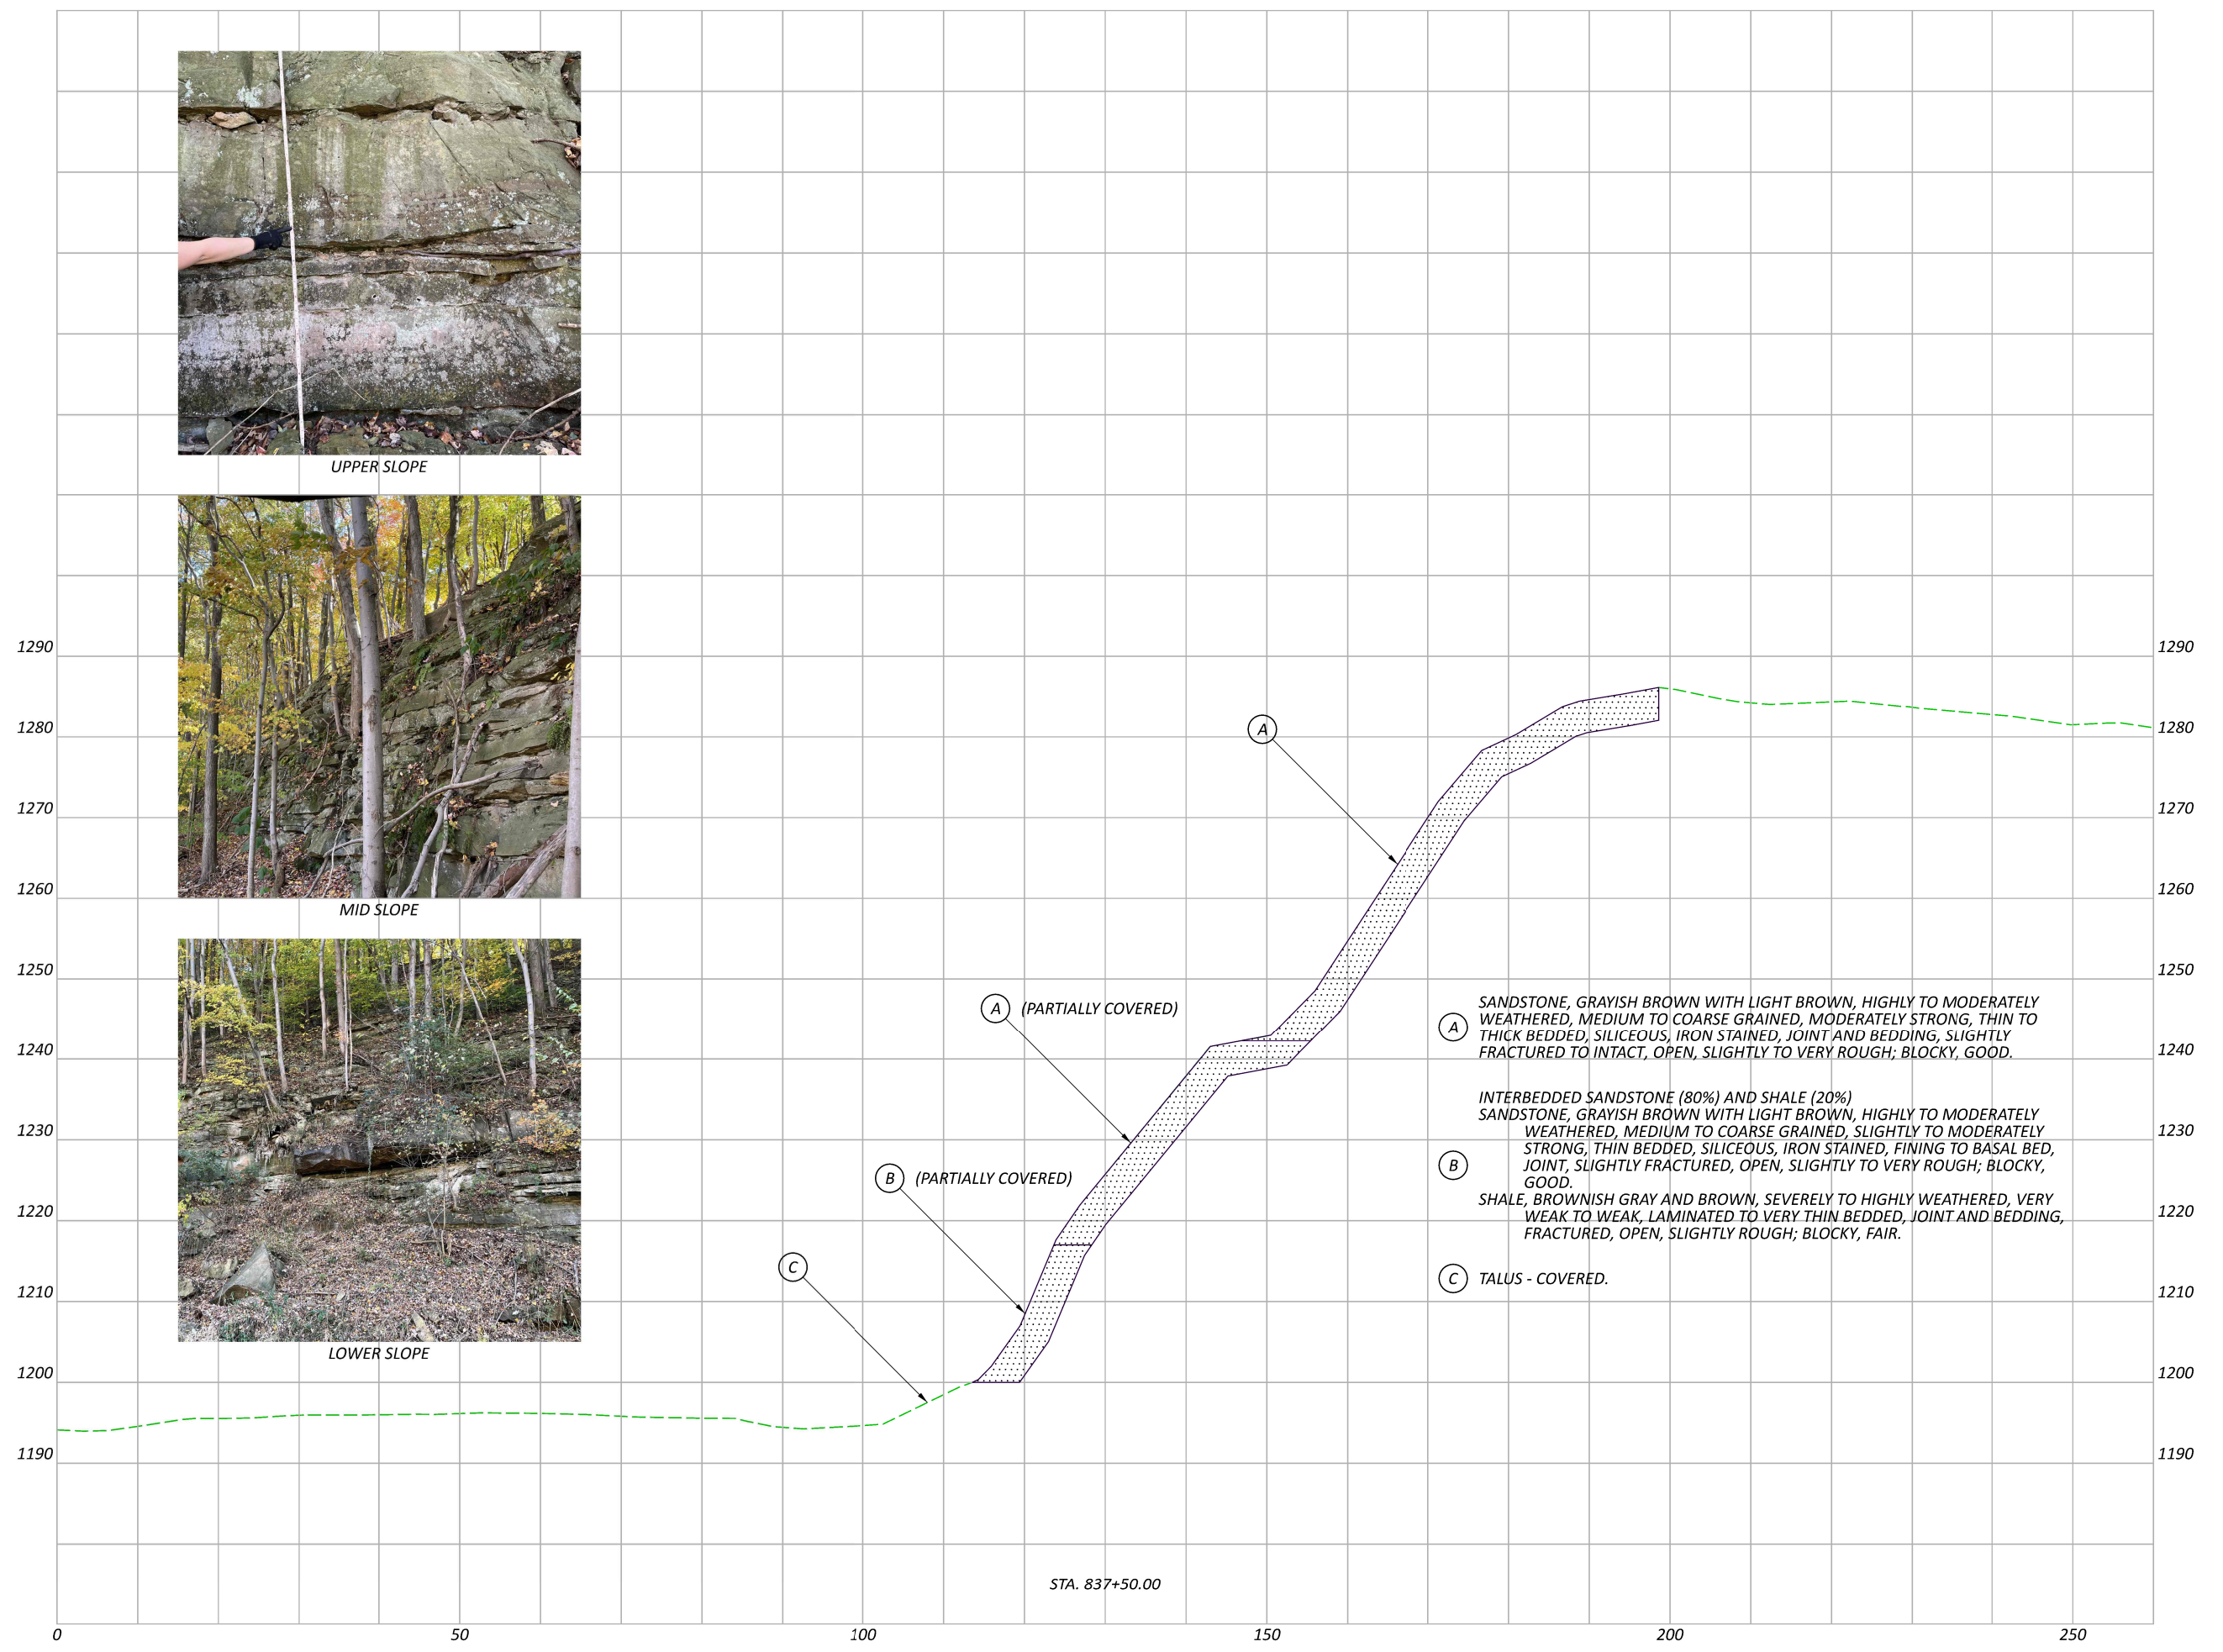 UPPER SLOPE
MID SLOPE
LOWER SLOPE
1290
1280
1270
1260
1250
1240
1230
1220
1210
1200
1190
A
A (PARTIALLY COVERED)
B (PARTIALLY COVERED)
C
A
SANDSTONE, GRAYISH BROWN WITH LIGHT BROWN, HIGHLY TO MODERATELY
WEATHERED, MEDIUM TO COARSE GRAINED, MODERATELY STRONG, THIN TO
THICK BEDDED, SILICEOUS, IRON STAINED, JOINT AND BEDDING, SLIGHTLY
FRACTURED TO INTACT, OPEN, SLIGHTLY TO VERY ROUGH; BLOCKY, GOOD.
B
INTERBEDDED SANDSTONE (80%) AND SHALE (20%)
SANDSTONE, GRAYISH BROWN WITH LIGHT BROWN, HIGHLY TO MODERATELY
WEATHERED, MEDIUM TO COARSE GRAINED, SLIGHTLY TO MODERATELY
STRONG, THIN BEDDED, SILICEOUS, IRON STAINED, FINING TO BASAL BED,
JOINT, SLIGHTLY FRACTURED, OPEN, SLIGHTLY TO VERY ROUGH; BLOCKY,
GOOD.
SHALE, BROWNISH GRAY AND BROWN, SEVERELY TO HIGHLY WEATHERED, VERY
WEAK TO WEAK, LAMINATED TO VERY THIN BEDDED, JOINT AND BEDDING,
FRACTURED, OPEN, SLIGHTLY ROUGH; BLOCKY, FAIR.
C TALUS - COVERED.
1290
1280
1270
1260
1250
1240
1230
1220
1210
1200
1190
STA. 837+50.00
0 50 100 150 200 250